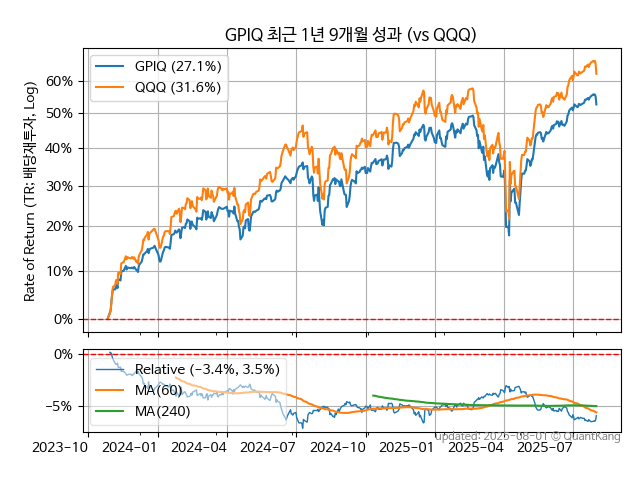 GPIQ 최근 1년 9개월 성과 (vs QQQ)
Rate of Return (TR: 배당재투자, Log)
60%
50%
40%
30%
20%
10%
0%
GPIQ (27.1%)
QQQ (31.6%)
0%
−5%
Relative (−3.4%, 3.5%)
MA(60)
MA(240)
updated: 2025-08-01 © QuantKang
2023−10 2024−01 2024−04 2024−07 2024−10 2025−01 2025−04 2025−07